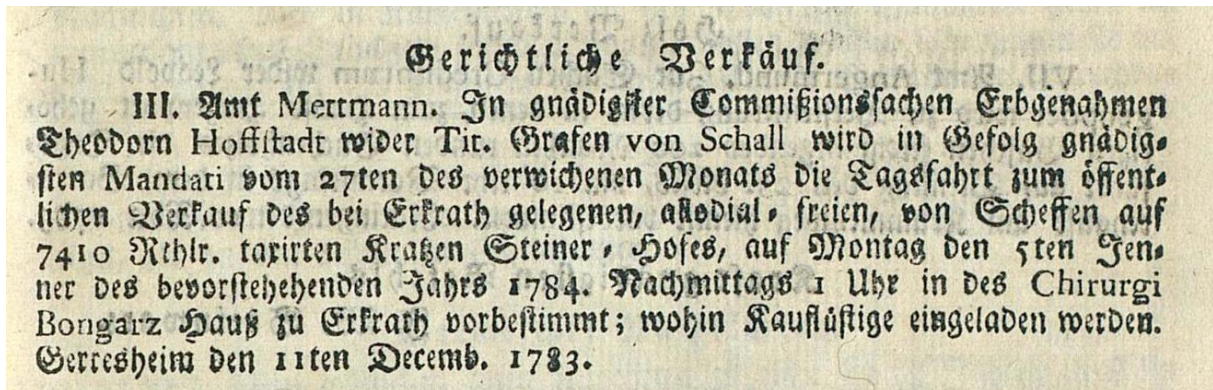 Gerichtliche Verkäuf.
III. Amt Mettmann. In gnädigster Commißionssachen Erbgenahmen
Theodorn Hoffstadt wider Tit. Grafen von Schall wird in Gefolg gnädig-
sten Mandati vom 27ten des verwichenen Monats die Tagsfahrt zum öffent-
lichen Verkauf des bei Erkrath gelegenen, allodial-freien, von Scheffen auf
7410 Rthlr. taxirten Kratzen Steiner-Hofes, auf Montag den 5ten Jen-
ner des bevorstehehenden Jahrs 1784. Nachmittags 1 Uhr in des Chirurgi
Bongarz Hauß zu Erkrath vorbestimmt; wohin Kauflüstige eingeladen werden.
Gerresheim den 11ten Decemb. 1783.